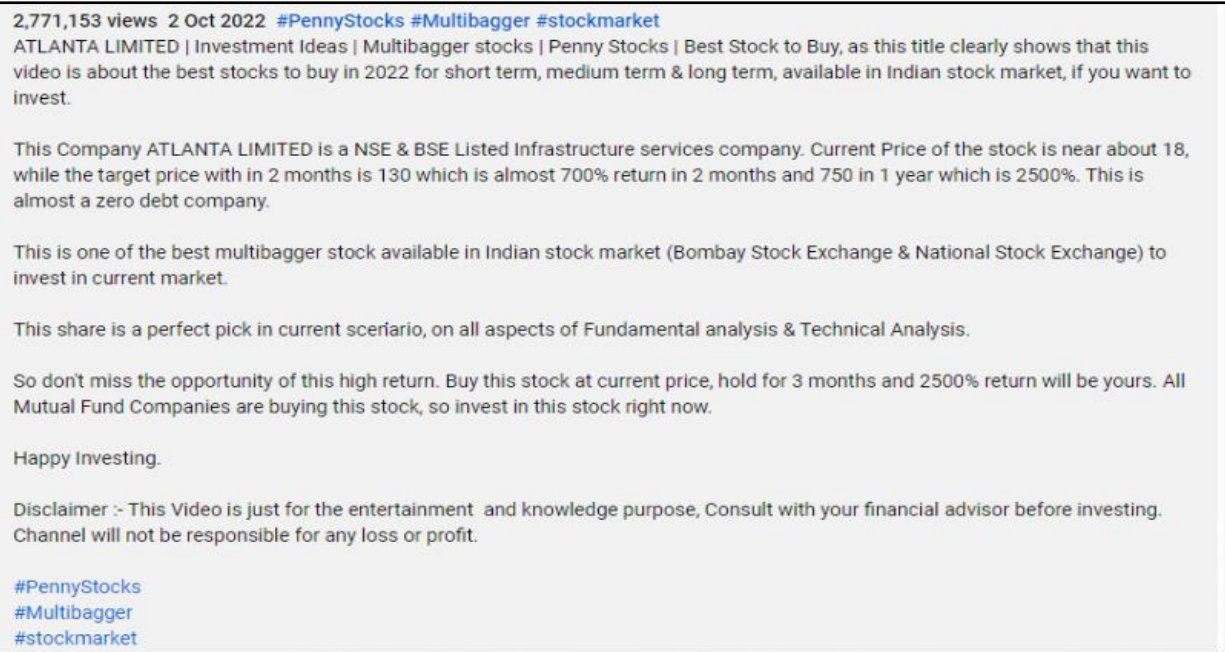 2,771,153 views 2 Oct 2022 #PennyStocks #Multibagger #stockmarket
ATLANTA LIMITED | Investment Ideas | Multibagger stocks | Penny Stocks | Best Stock to Buy, as this title clearly shows that this
video is about the best stocks to buy in 2022 for short term, medium term & long term, available in Indian stock market, if you want to
invest.
This Company ATLANTA LIMITED is a NSE & BSE Listed Infrastructure services company. Current Price of the stock is near about 18,
while the target price with in 2 months is 130 which is almost 700% return in 2 months and 750 in 1 year which is 2500%. This is
almost a zero debt company.
This is one of the best multibagger stock available in Indian stock market (Bombay Stock Exchange & National Stock Exchange) to
invest in current market.
This share is a perfect pick in current scenario, on all aspects of Fundamental analysis & Technical Analysis.
So don't miss the opportunity of this high return. Buy this stock at current price, hold for 3 months and 2500% return will be yours. All
Mutual Fund Companies are buying this stock, so invest in this stock right now.
Happy Investing.
Disclaimer :- This Video is just for the entertainment and knowledge purpose, Consult with your financial advisor before investing.
Channel will not be responsible for any loss or profit.
#PennyStocks
#Multibagger
#stockmarket